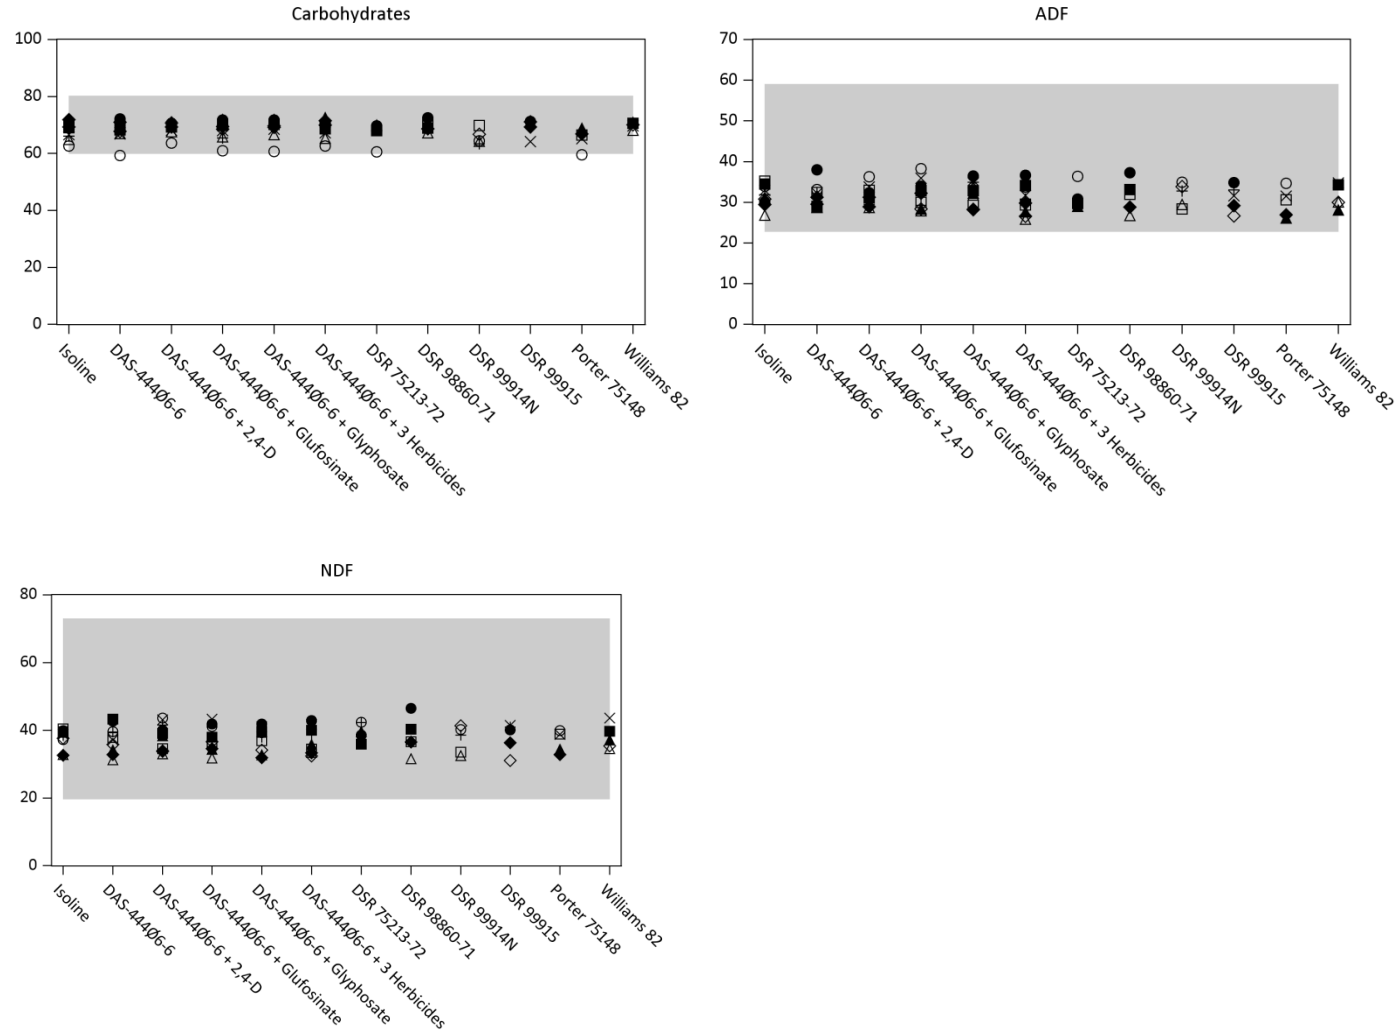 Carbohydrates
100
80
60
40
20
0
Isoline
DAS-444Ø6-6
DAS-444Ø6-6 + 2,4-D
DAS-444Ø6-6 + Glufosinate
DAS-444Ø6-6 + Glyphosate
DAS-444Ø6-6 + 3 Herbicides
DSR 75213-72
DSR 98860-71
DSR 99914N
DSR 99915
Porter 75148
Williams 82
ADF
70
60
50
40
30
20
10
0
Isoline
DAS-444Ø6-6
DAS-444Ø6-6 + 2,4-D
DAS-444Ø6-6 + Glufosinate
DAS-444Ø6-6 + Glyphosate
DAS-444Ø6-6 + 3 Herbicides
DSR 75213-72
DSR 98860-71
DSR 99914N
DSR 99915
Porter 75148
Williams 82
NDF
80
60
40
20
0
Isoline
DAS-444Ø6-6
DAS-444Ø6-6 + 2,4-D
DAS-444Ø6-6 + Glufosinate
DAS-444Ø6-6 + Glyphosate
DAS-444Ø6-6 + 3 Herbicides
DSR 75213-72
DSR 98860-71
DSR 99914N
DSR 99915
Porter 75148
Williams 82